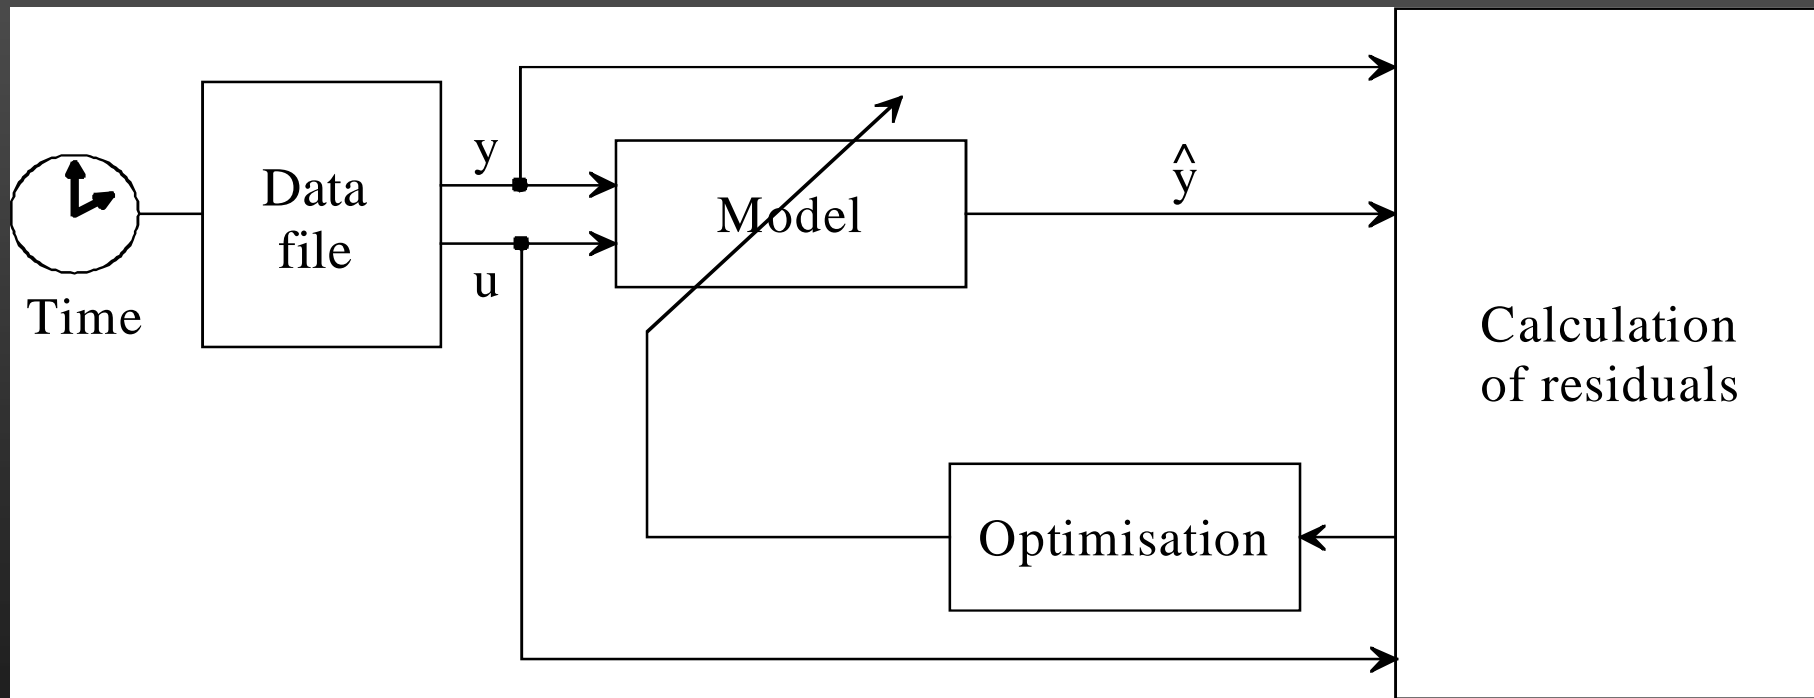 Time
Data
file
y
u
Model
ŷ
Calculation
of residuals
Optimisation